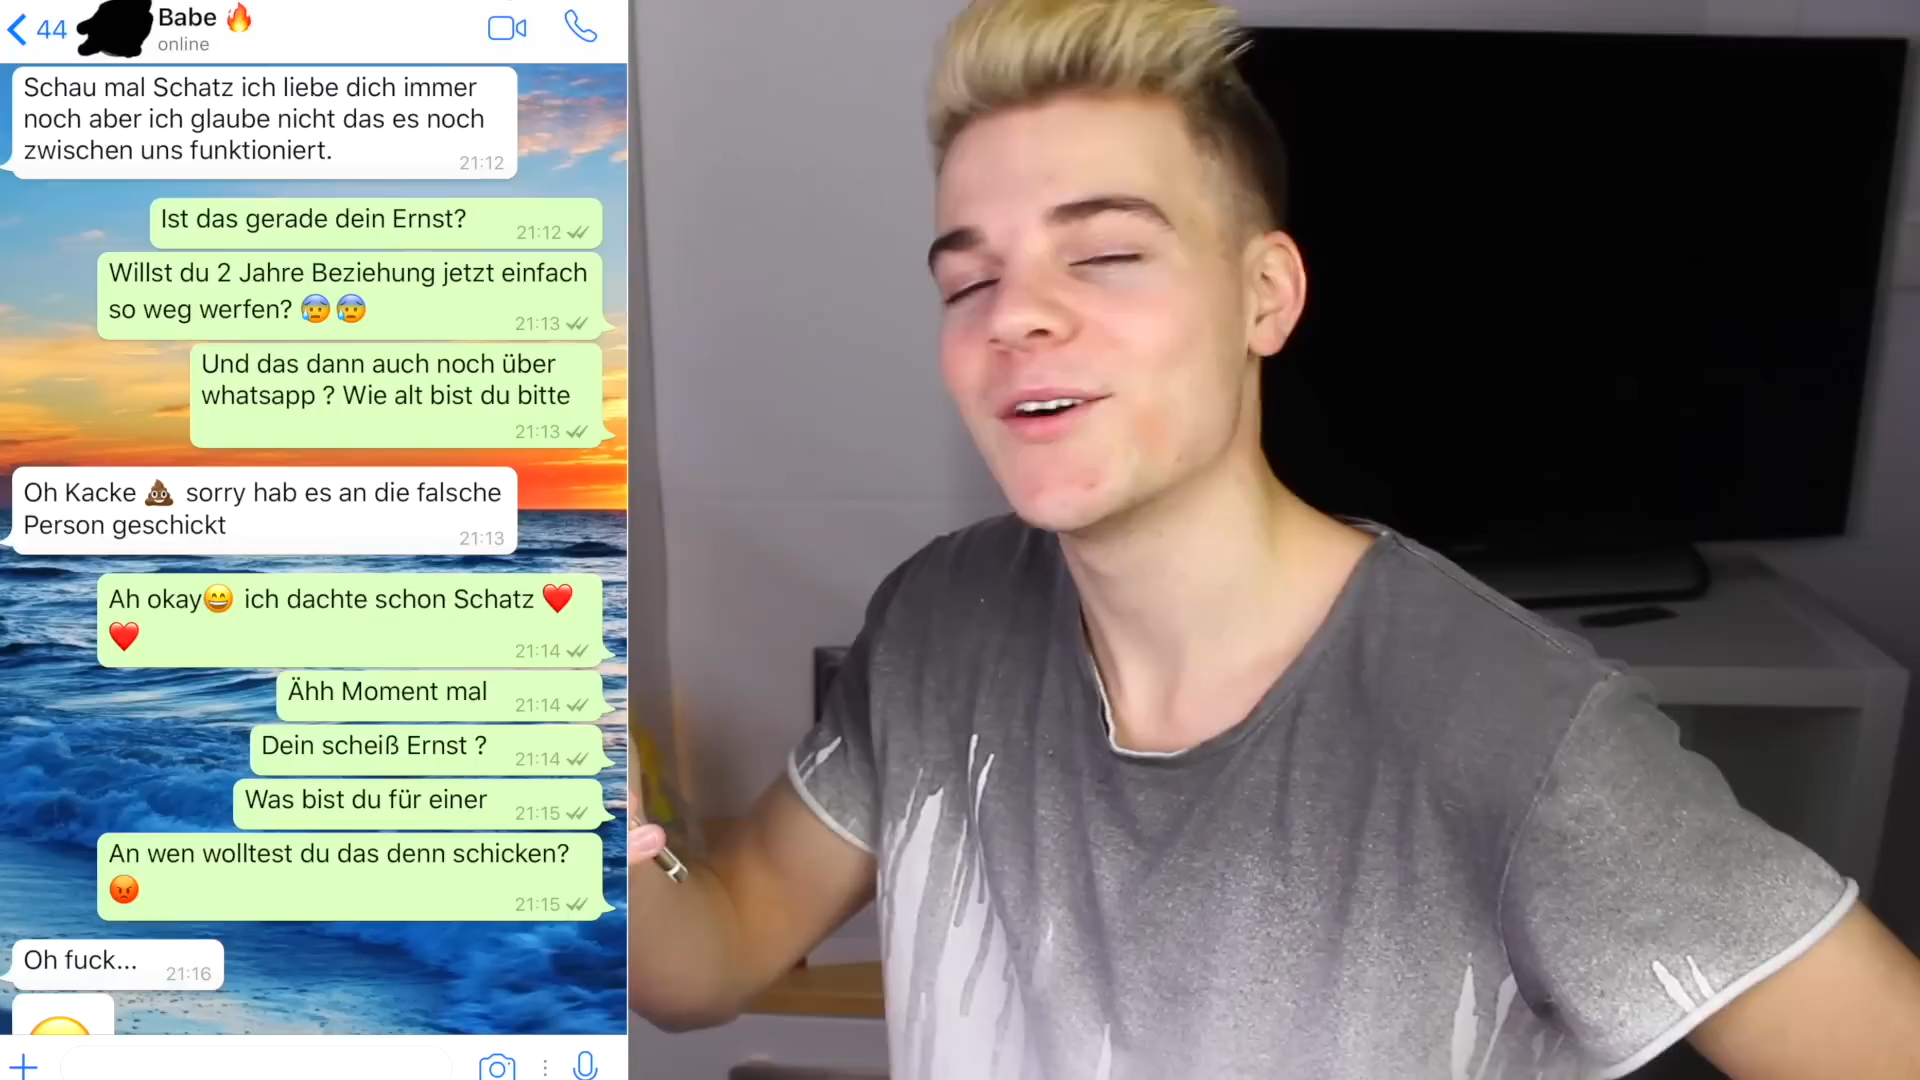 44
Babe 🔥
online
Schau mal Schatz ich liebe dich immer
noch aber ich glaube nicht das es noch
zwischen uns funktioniert.
21:12
Ist das gerade dein Ernst?
21:12
Willst du 2 Jahre Beziehung jetzt einfach
so weg werfen? 😰😰
21:13
Und das dann auch noch über
whatsapp ? Wie alt bist du bitte
21:13
Oh Kacke 💩 sorry hab es an die falsche
Person geschickt
21:13
Ah okay😄 ich dachte schon Schatz ❤️
❤️
21:14
Ähh Moment mal
21:14
Dein scheiß Ernst ?
21:14
Was bist du für einer
21:15
An wen wolltest du das denn schicken?
😡
21:15
Oh fuck...
21:16